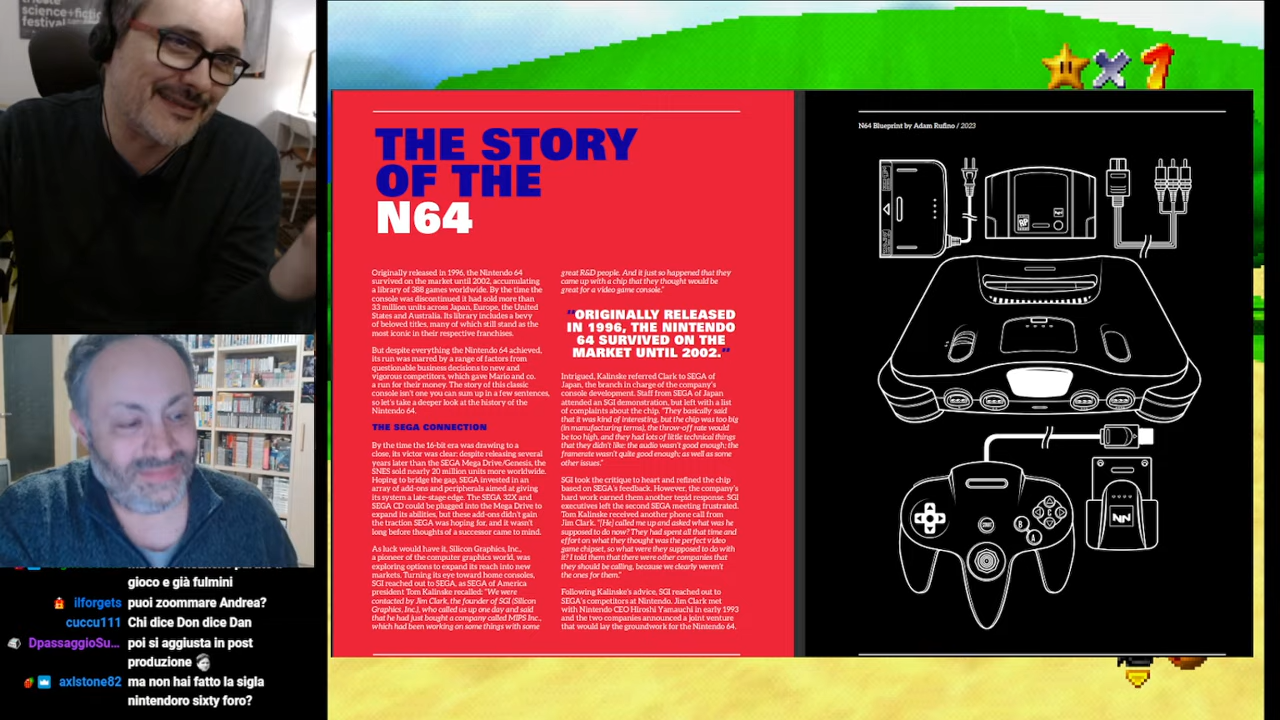 science+fiction
festival
x 1
THE STORY
OF THE
N64
Originally released in 1996, the Nintendo 64
survived on the market until 2002, accumulating
a library of 388 games worldwide. By the time the
console was discontinued it had sold more than
33 million units across Japan, Europe, the United
States and Australia. Its library includes a bevy
of beloved titles, many of which still stand as the
most iconic in their respective franchises.
But despite everything the Nintendo 64 achieved,
its run was marred by a range of factors from
questionable business decisions to new and
vigorous competitors, which gave Mario and co.
a run for their money. The story of this classic
console isn't one you can sum up in a few sentences,
so let's take a deeper look at the history of the
Nintendo 64.
THE SEGA CONNECTION
By the time the 16-bit era was drawing to a
close, its victor was clear: despite releasing several
years later than the SEGA Mega Drive/Genesis, the
SNES sold nearly 20 million units more worldwide.
Hoping to bridge the gap, SEGA invested in an
array of add-ons and peripherals aimed at giving
its system a late-stage edge. The SEGA 32X and
SEGA CD could be plugged into the Mega Drive to
expand its abilities, but these add-ons didn't gain
the traction SEGA was hoping for, and it wasn't
long before thoughts of a successor came to mind.
As luck would have it, Silicon Graphics, Inc.,
a pioneer of the computer graphics world, was
exploring options to expand its reach into new
markets. Turning its eye toward home consoles,
SGI reached out to SEGA, as SEGA of America
president Tom Kalinske recalled: "We were
contacted by Jim Clark, the founder of SGI (Silicon
Graphics, Inc.), who called us up one day and said
that he had just bought a company called MIPS Inc.,
which had been working on some things with some
great R&D people. And it just so happened that they
came up with a chip that they thought would be
great for a video game console."
"ORIGINALLY RELEASED
IN 1996, THE NINTENDO
64 SURVIVED ON THE
MARKET UNTIL 2002."
Intrigued, Kalinske referred Clark to SEGA of
Japan, the branch in charge of the company's
console development. Staff from SEGA of Japan
attended an SGI demonstration, but left with a list
of complaints about the chip. "They basically said
that it was kind of interesting, but the chip was too big
(in manufacturing terms), the throw-off rate would
be too high, and they had lots of little technical things
that they didn't like: the audio wasn't good enough; the
framerate wasn't quite good enough; as well as some
other issues."
SGI took the critique to heart and refined the chip
based on SEGA's feedback. However, the company's
hard work earned them another tepid response. SGI
executives left the second SEGA meeting frustrated.
Tom Kalinske received another phone call from
Jim Clark. "[He] called me up and asked what was he
supposed to do now? They had spent all that time and
effort on what they thought was the perfect video
game chipset, so what were they supposed to do with
it? I told them that there were other companies that
they should be calling, because we clearly weren't
the ones for them."
Following Kalinske's advice, SGI reached out to
SEGA's competitors at Nintendo. Jim Clark met
with Nintendo CEO Hiroshi Yamauchi in early 1993
and the two companies announced a joint venture
that would lay the groundwork for the Nintendo 64.
N64 Blueprint by Adam Rufino / 2023
START
B
A
gioco e già fulmini
ilforgets puoi zoommare Andrea?
cuccu111 Chi dice Don dice Dan
DpassaggioSu... poi si aggiusta in post
produzione
axlstone82 ma non hai fatto la sigla
nintendoro sixty foro?